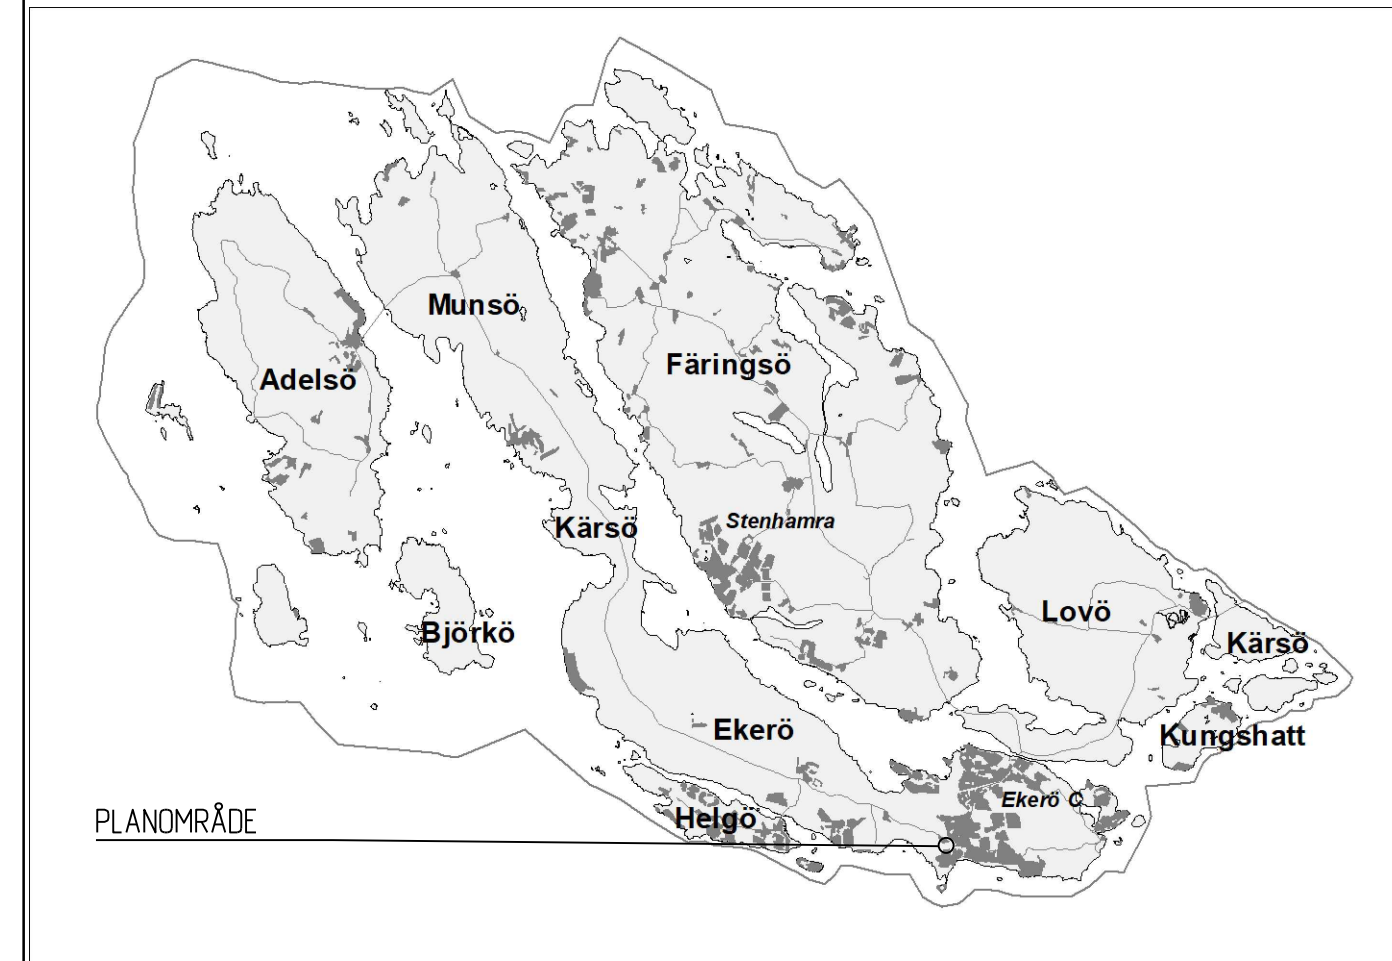 Munsö
Färingsö
Adelsö
Stenhamra
Kärsö
Lovö
Björkö
Kärsö
Ekerö
Kungshatt
Ekerö C
Helgö
PLANOMRÅDE